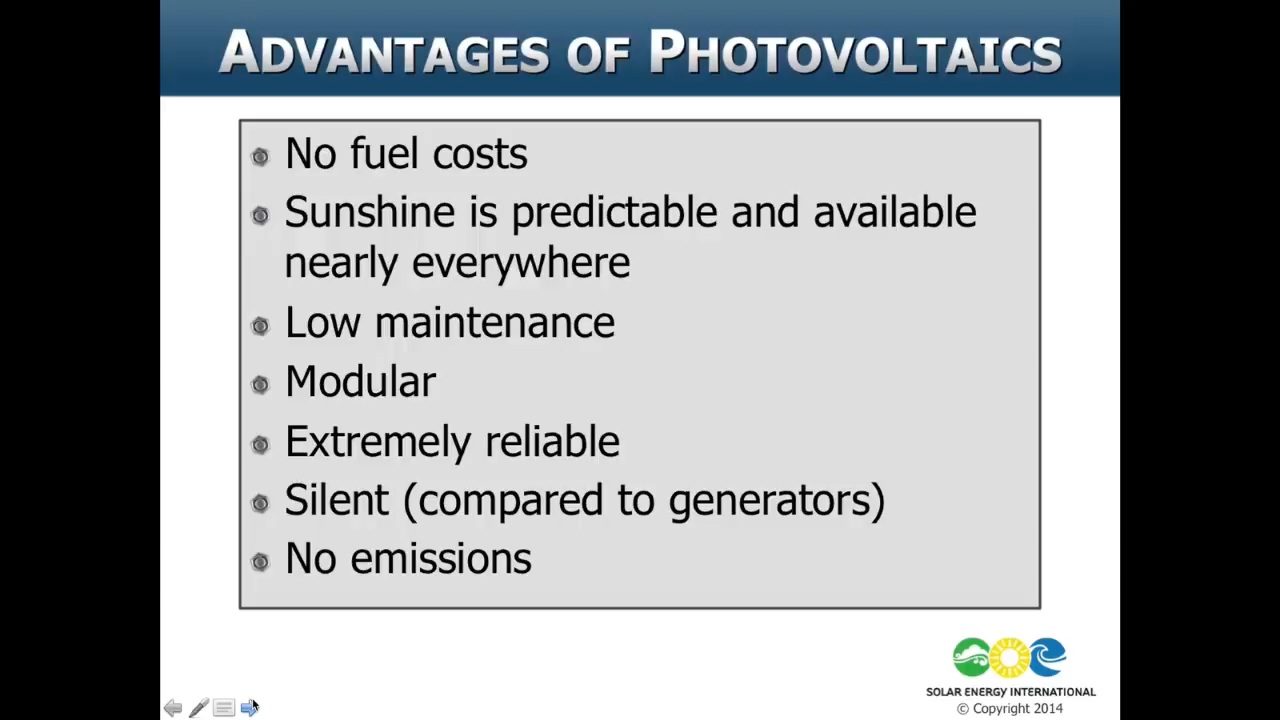 ADVANTAGES OF PHOTOVOLTAICS
No fuel costs
Sunshine is predictable and available
nearly everywhere
Low maintenance
Modular
Extremely reliable
Silent (compared to generators)
No emissions
SOLAR ENERGY INTERNATIONAL
© Copyright 2014